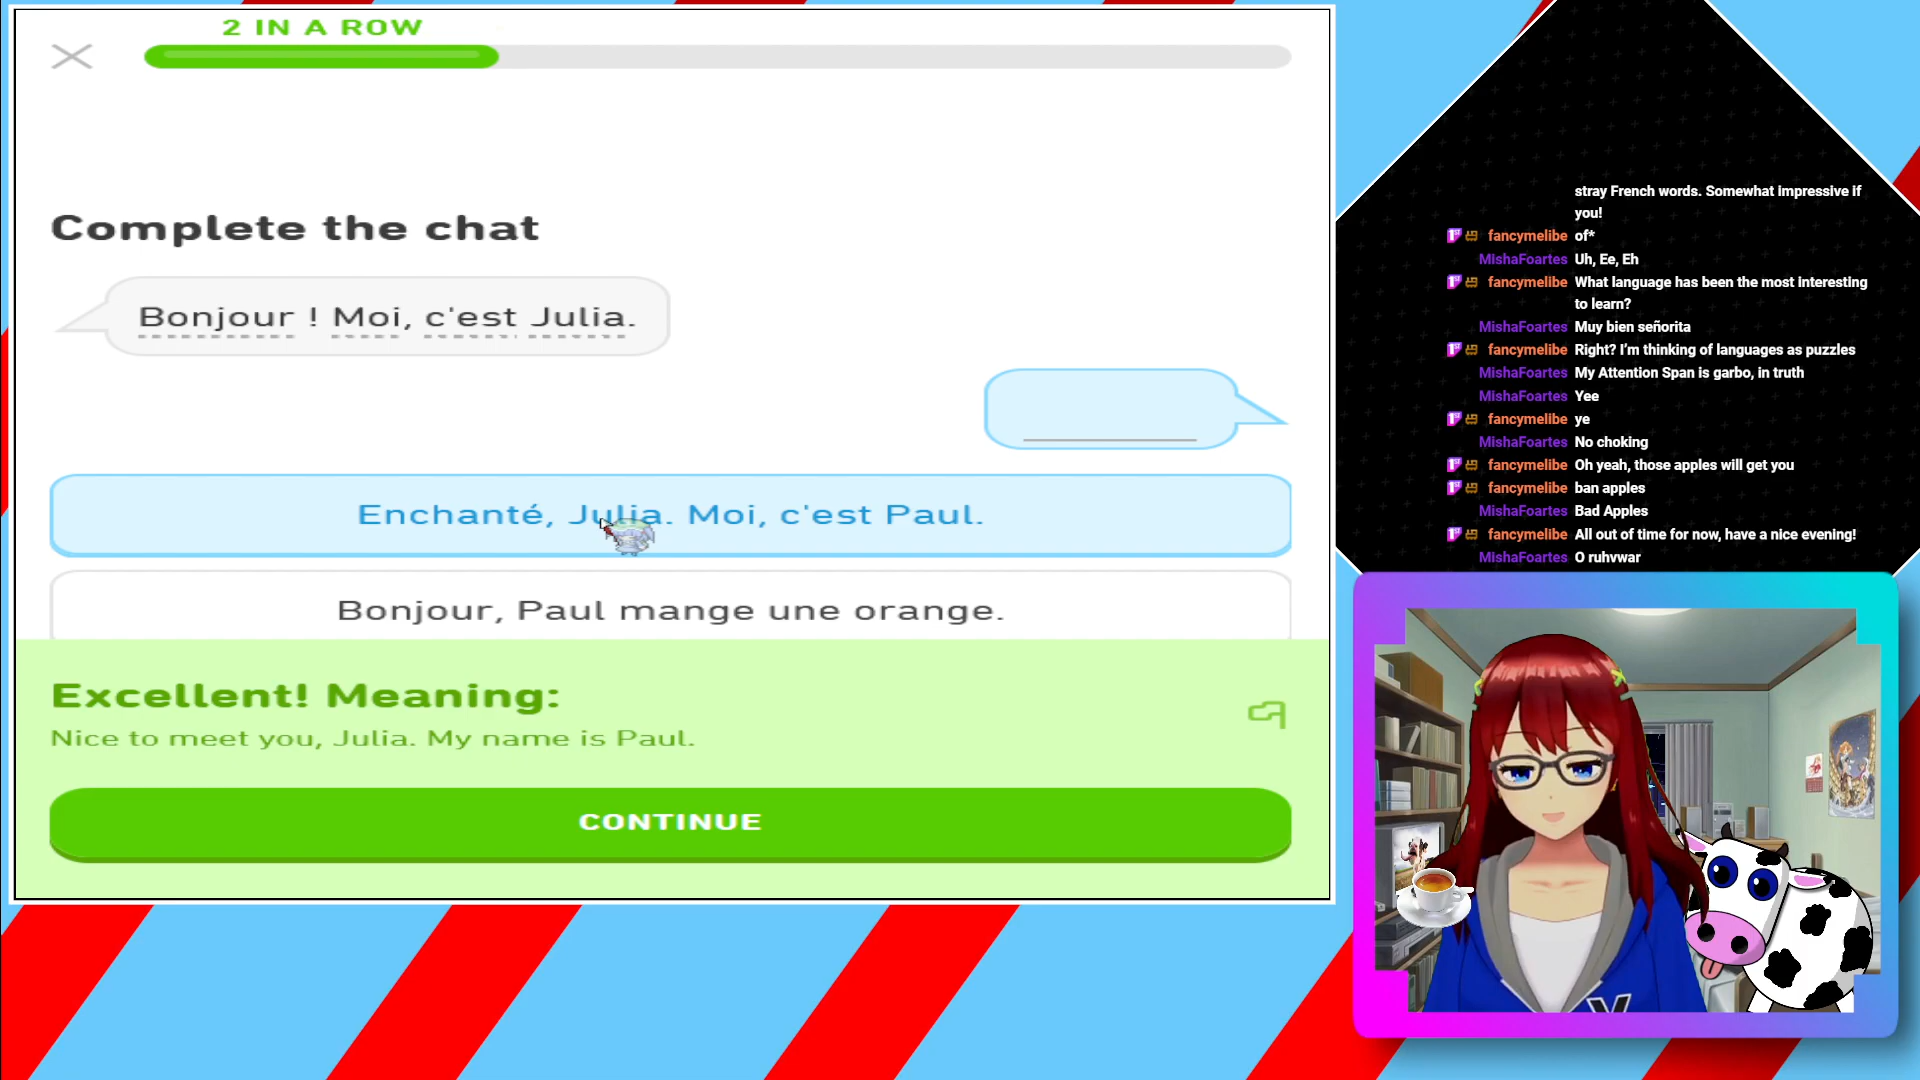 2 IN A ROW
Complete the chat
Bonjour ! Moi, c'est Julia.
Enchanté, Julia. Moi, c'est Paul.
Bonjour, Paul mange une orange.
Excellent! Meaning:
Nice to meet you, Julia. My name is Paul.
CONTINUE
stray French words. Somewhat impressive if
you!
fancymelibe of*
MishaFoartes Uh, Ee, Eh
fancymelibe What language has been the most interesting
to learn?
MishaFoartes Muy bien señorita
fancymelibe Right? I'm thinking of languages as puzzles
MishaFoartes My Attention Span is garbo, in truth
MishaFoartes Yee
fancymelibe ye
MishaFoartes No choking
fancymelibe Oh yeah, those apples will get you
fancymelibe ban apples
MishaFoartes Bad Apples
fancymelibe All out of time for now, have a nice evening!
MishaFoartes O ruhvwar